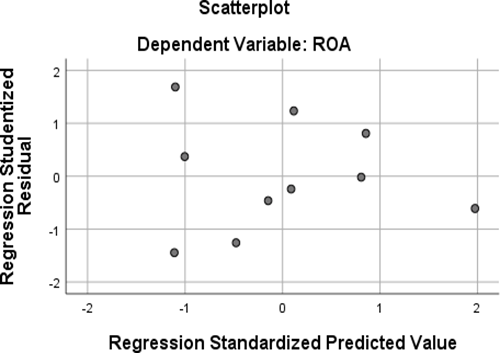 Scatterplot
Dependent Variable: ROA
Regression Studentized
Residual
2
1
0
-1
-2
-2
-1
0
1
2
Regression Standardized Predicted Value